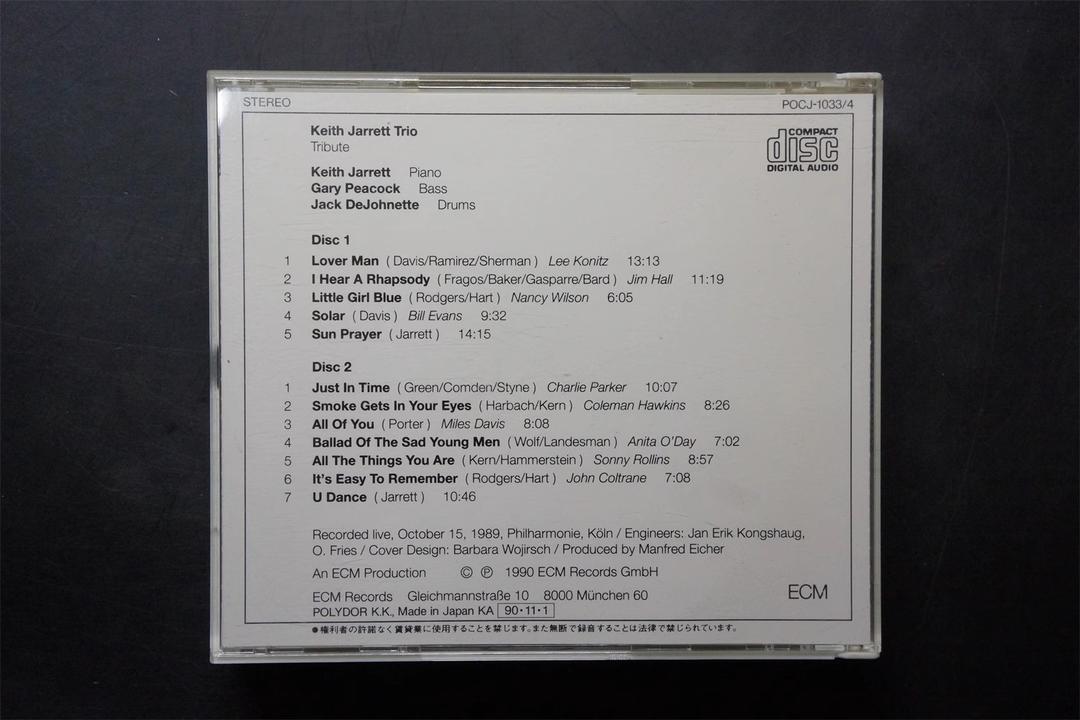 STEREO
POCJ-1033/4
Keith Jarrett Trio
Tribute
COMPACT
disc
DIGITAL AUDIO
Keith Jarrett Piano
Gary Peacock Bass
Jack DeJohnette Drums
Disc 1
1 Lover Man ( Davis/Ramirez/Sherman ) Lee Konitz 13:13
2 I Hear A Rhapsody ( Fragos/Baker/Gasparre/Bard ) Jim Hall 11:19
3 Little Girl Blue ( Rodgers/Hart ) Nancy Wilson 6:05
4 Solar ( Davis ) Bill Evans 9:32
5 Sun Prayer ( Jarrett ) 14:15
Disc 2
1 Just In Time ( Green/Comden/Styne ) Charlie Parker 10:07
2 Smoke Gets In Your Eyes ( Harbach/Kern ) Coleman Hawkins 8:26
3 All Of You ( Porter ) Miles Davis 8:08
4 Ballad Of The Sad Young Men ( Wolf/Landesman ) Anita O'Day 7:02
5 All The Things You Are ( Kern/Hammerstein ) Sonny Rollins 8:57
6 It's Easy To Remember ( Rodgers/Hart ) John Coltrane 7:08
7 U Dance ( Jarrett ) 10:46
Recorded live, October 15, 1989, Philharmonie, Köln / Engineers: Jan Erik Kongshaug,
O. Fries / Cover Design: Barbara Wojirsch / Produced by Manfred Eicher
An ECM Production © ℗ 1990 ECM Records GmbH
ECM Records Gleichmannstraße 10 8000 München 60
ECM
POLYDOR K.K., Made in Japan KA 90·11·1
●権利者の許諾なく賃貸業に使用することを禁じます。また無断で録音することは法律で禁じられています。